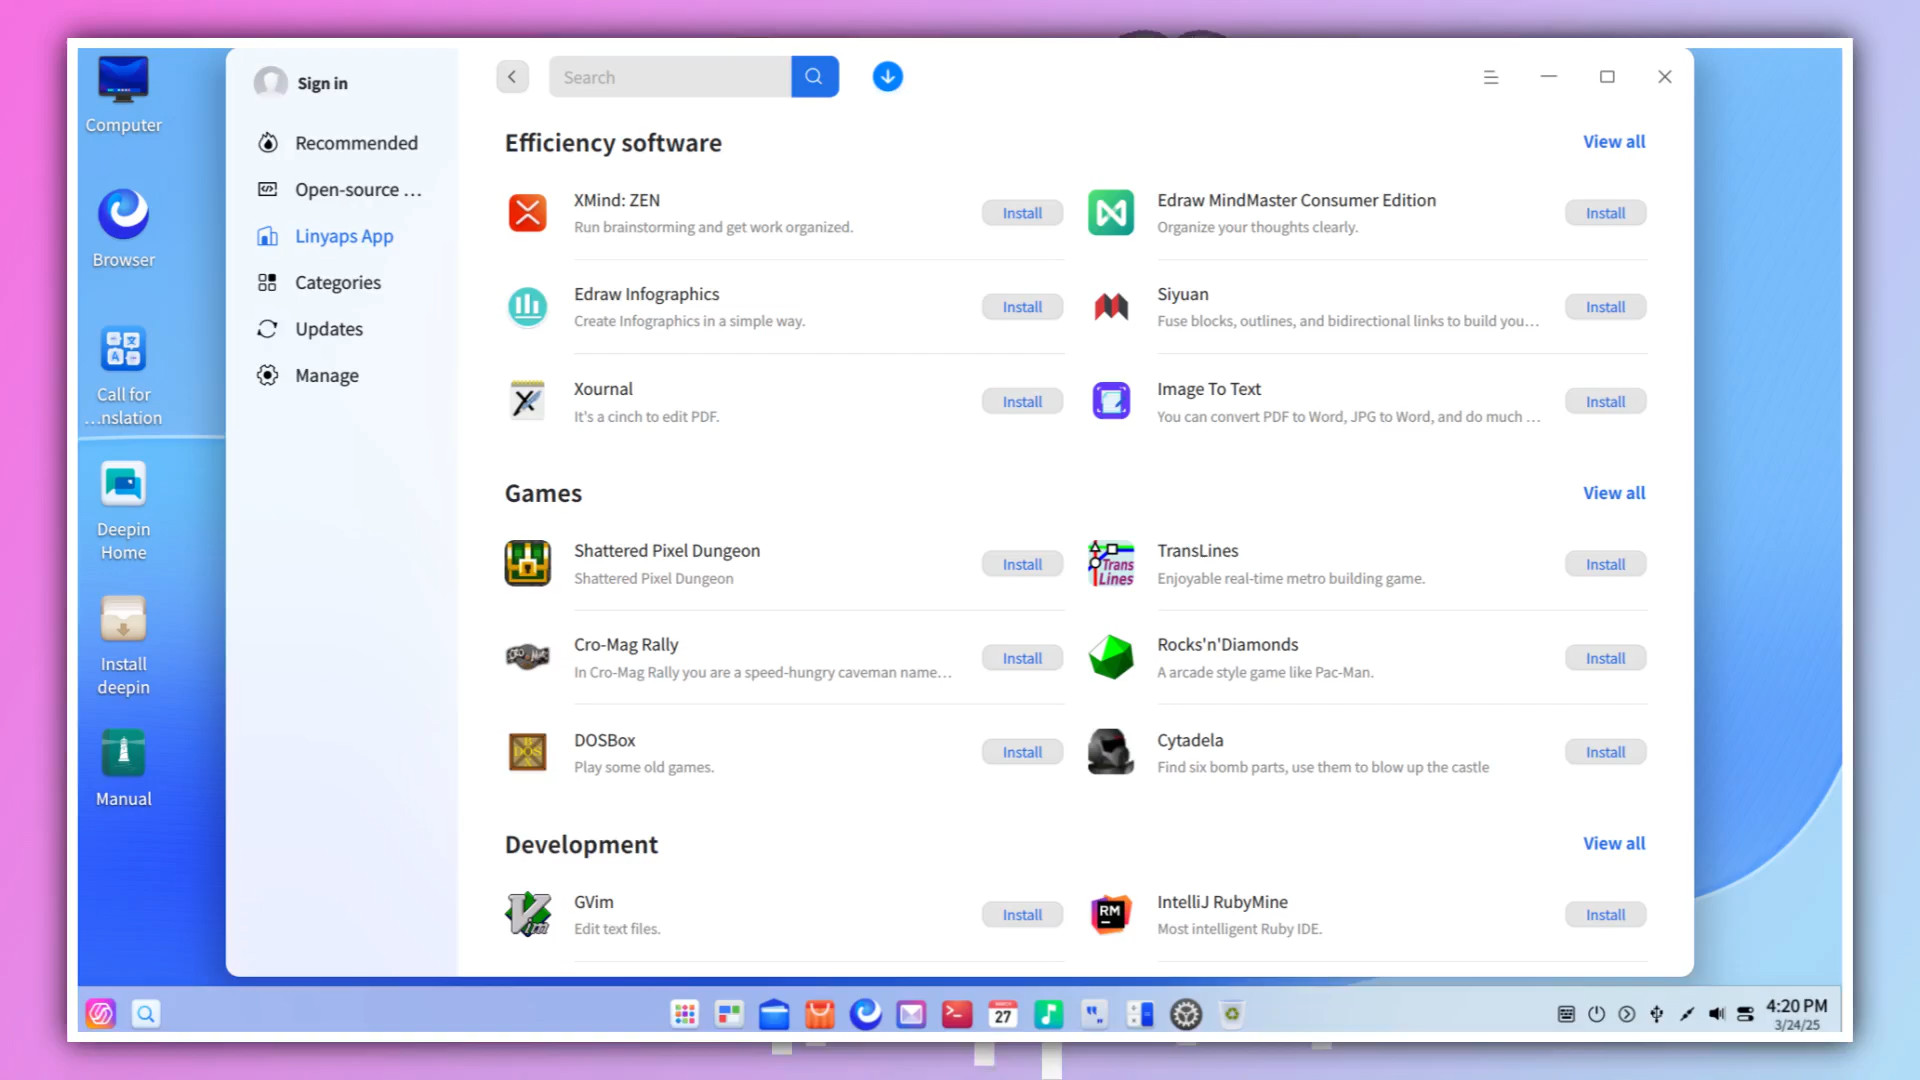 Computer
Browser
Call for
...nslation
Deepin
Home
Install
deepin
Manual
Sign in
Recommended
Open-source ...
Linyaps App
Categories
Updates
Manage
Search
Efficiency software
View all
XMind: ZEN
Run brainstorming and get work organized.
Install
Edraw MindMaster Consumer Edition
Organize your thoughts clearly.
Install
Edraw Infographics
Create Infographics in a simple way.
Install
Siyuan
Fuse blocks, outlines, and bidirectional links to build you...
Install
Xournal
It's a cinch to edit PDF.
Install
Image To Text
You can convert PDF to Word, JPG to Word, and do much ...
Install
Games
View all
Shattered Pixel Dungeon
Shattered Pixel Dungeon
Install
Trans
Lines
TransLines
Enjoyable real-time metro building game.
Install
Cro-Mag Rally
In Cro-Mag Rally you are a speed-hungry caveman name...
Install
Rocks'n'Diamonds
A arcade style game like Pac-Man.
Install
DOSBox
Play some old games.
Install
Cytadela
Find six bomb parts, use them to blow up the castle
Install
Development
View all
Vim
GVim
Edit text files.
Install
RM
IntelliJ RubyMine
Most intelligent Ruby IDE.
Install
27
4:20 PM
3/24/25